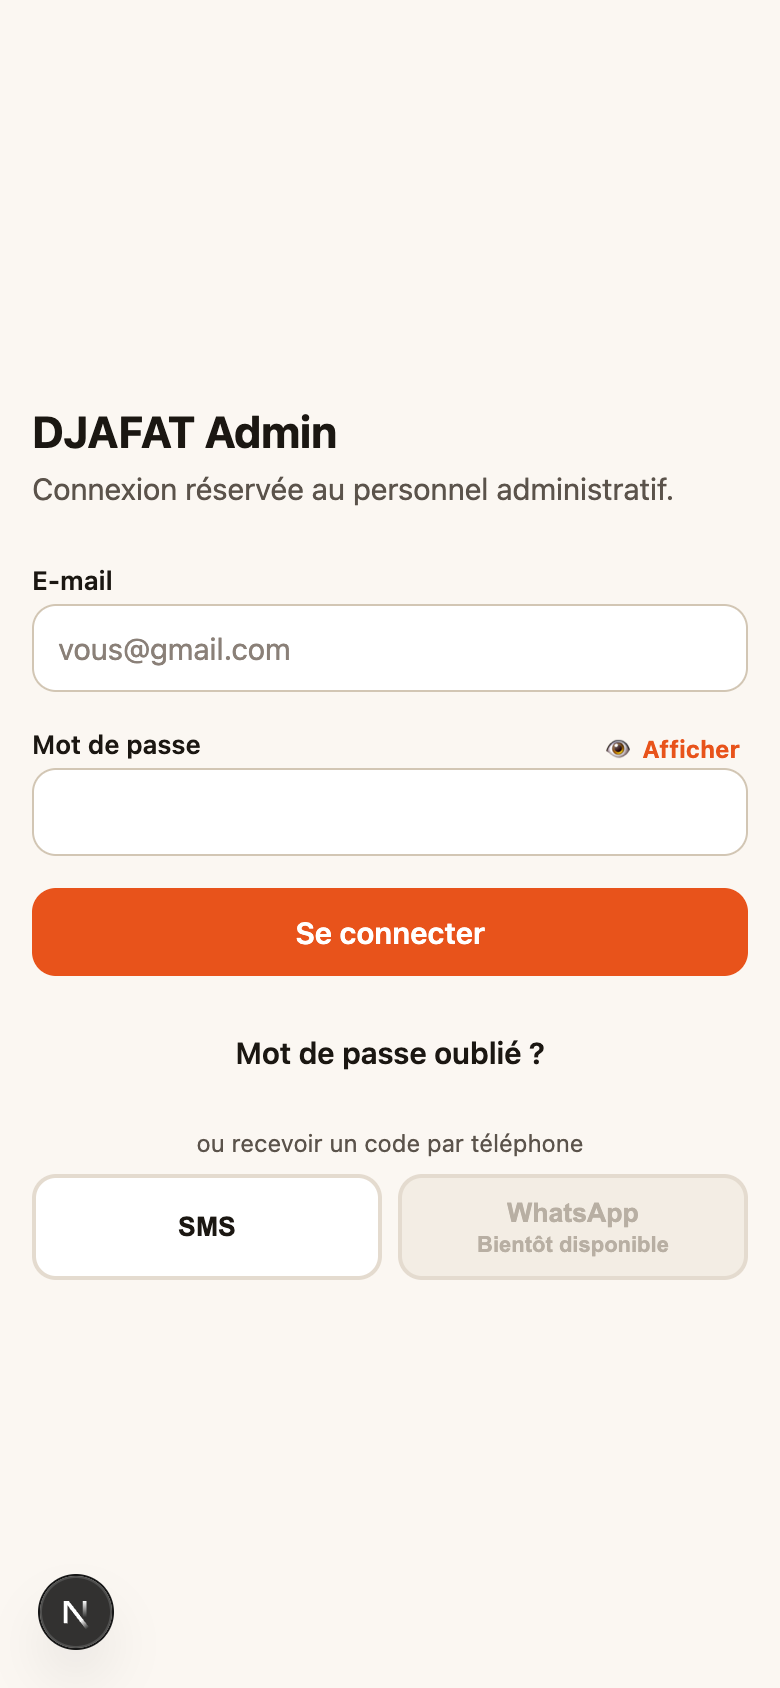 DJAFAT Admin
Connexion réservée au personnel administratif.
E-mail
vous@gmail.com
Mot de passe
Afficher
Se connecter
Mot de passe oublié ?
ou recevoir un code par téléphone
SMS
WhatsApp
Bientôt disponible
N